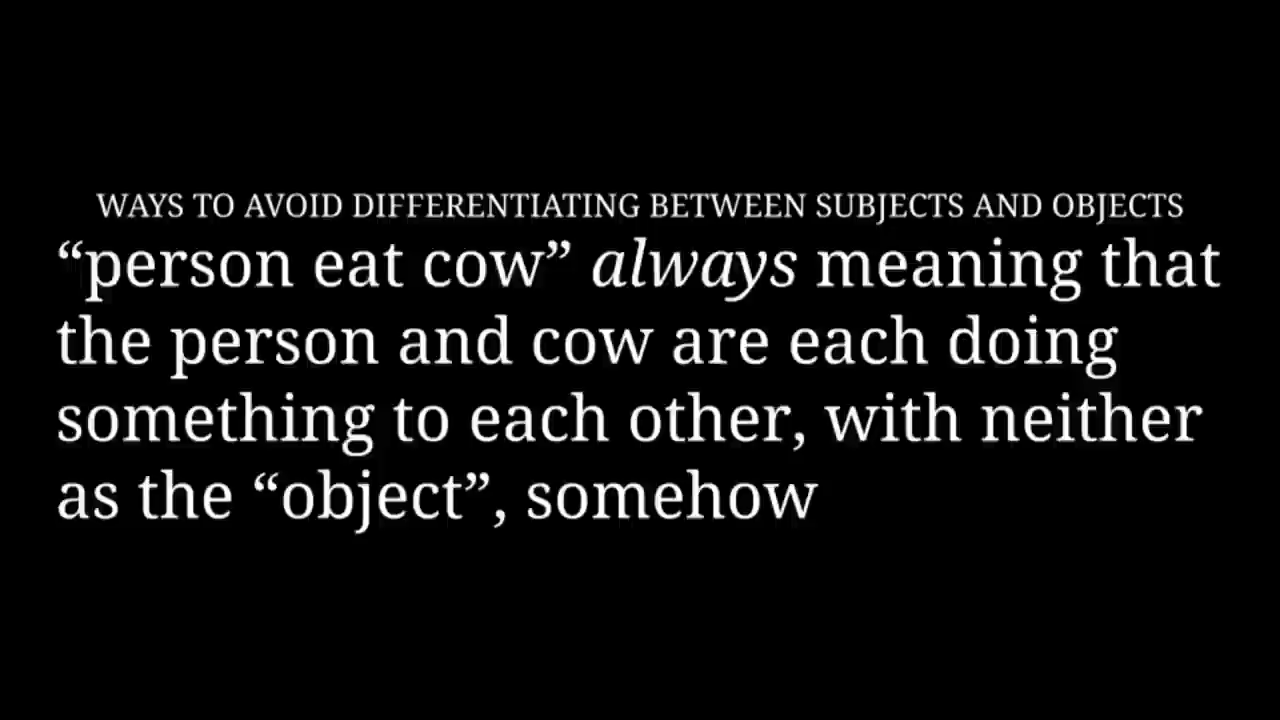 WAYS TO AVOID DIFFERENTIATING BETWEEN SUBJECTS AND OBJECTS
“person eat cow” always meaning that
the person and cow are each doing
something to each other, with neither
as the “object”, somehow